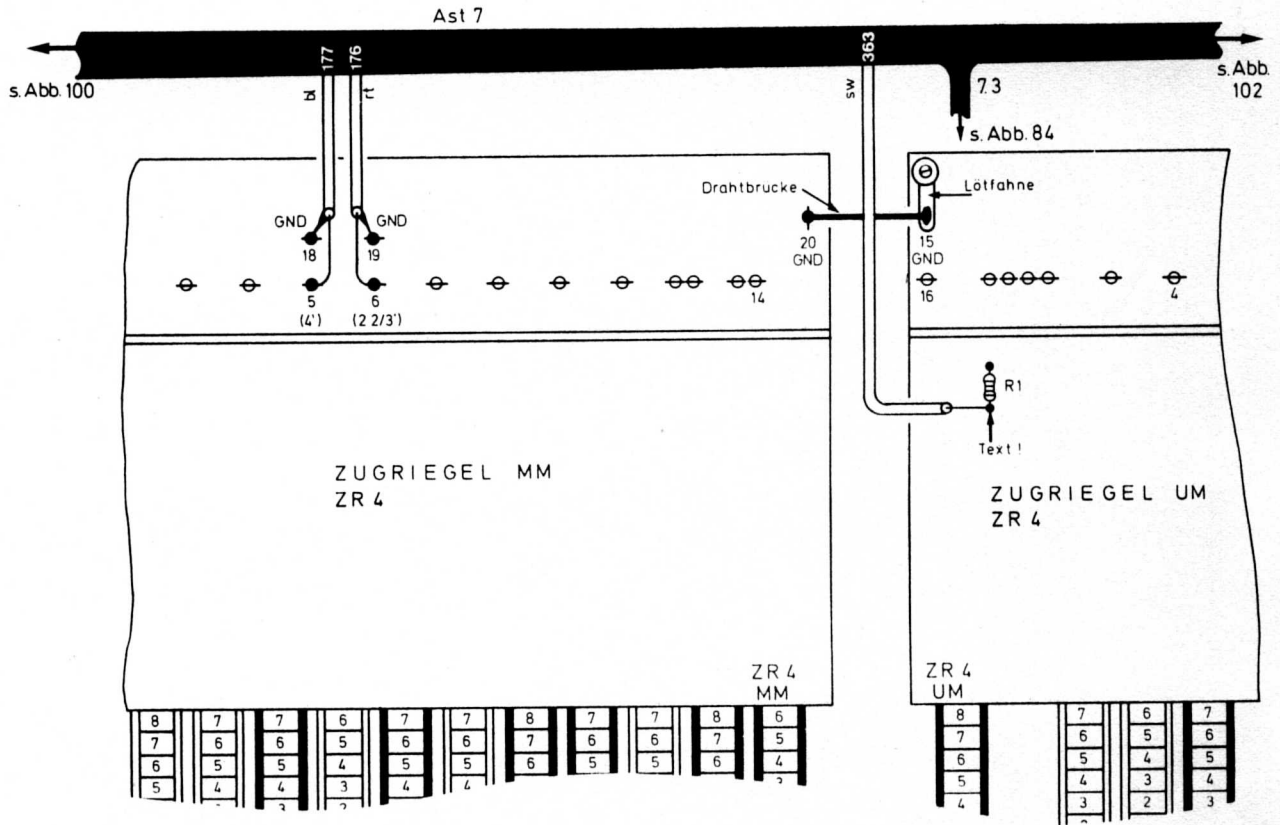 Ast 7
177 176 363
s. Abb. 100
s. Abb. 102
bl rt sw
7.3
s. Abb. 84
Drahtbrücke
Lötfahne
GND GND
18 19
20 GND
15 GND
5 6 14 16 4
(4') (2 2/3')
R1
Text !
ZUGRIEGEL MM
ZR 4
ZUGRIEGEL UM
ZR 4
ZR 4 MM
ZR 4 UM
8 7 7 6 7 7 8 7 7 8 6 8 7 6 7
7 6 6 5 6 6 7 6 6 7 5 7 6 5 6
6 5 5 4 5 5 6 5 5 6 4 6 5 4 5
5 4 4 3 4 4 3 5 4 3 4
3 2 4 3 2 3